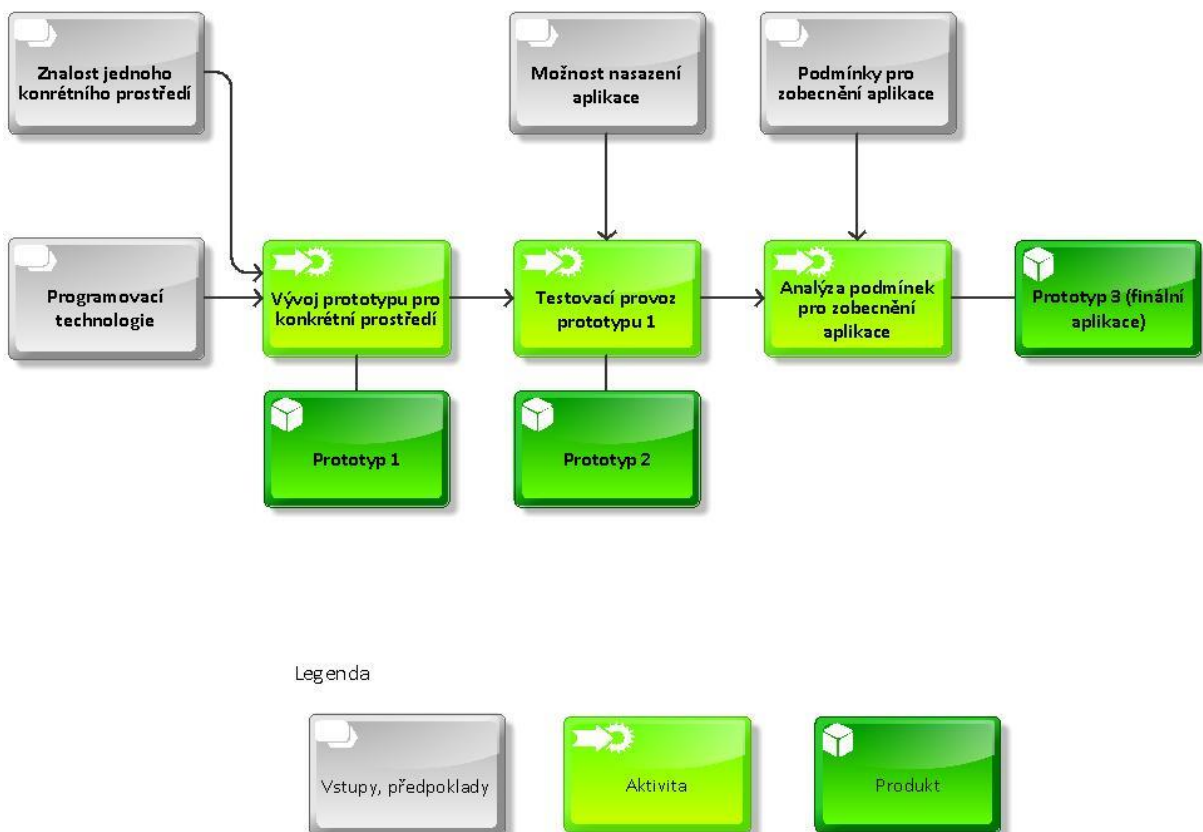 Znalost jednoho
konrétního prostředí
Možnost nasazení
aplikace
Podmínky pro
zobecnění aplikace
Programovací
technologie
Vývoj prototypu pro
konkrétní prostředí
Testovací provoz
prototypu 1
Analýza podmínek
pro zobecnění
aplikace
Prototyp 3 (finální
aplikace)
Prototyp 1
Prototyp 2
Legenda
Vstupy, předpoklady
Aktivita
Produkt